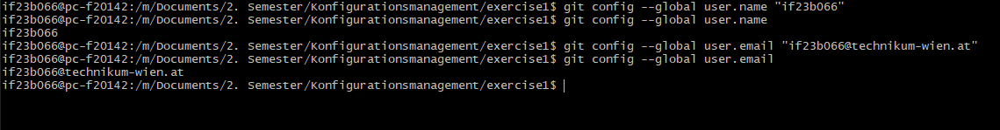 if23b066@pc-f20142:/m/Documents/2. Semester/Konfigurationsmanagement/exercise1$ git config --global user.name "if23b066"
if23b066@pc-f20142:/m/Documents/2. Semester/Konfigurationsmanagement/exercise1$ git config --global user.name
if23b066
if23b066@pc-f20142:/m/Documents/2. Semester/Konfigurationsmanagement/exercise1$ git config --global user.email "if23b066@technikum-wien.at"
if23b066@pc-f20142:/m/Documents/2. Semester/Konfigurationsmanagement/exercise1$ git config --global user.email
if23b066@technikum-wien.at
if23b066@pc-f20142:/m/Documents/2. Semester/Konfigurationsmanagement/exercise1$